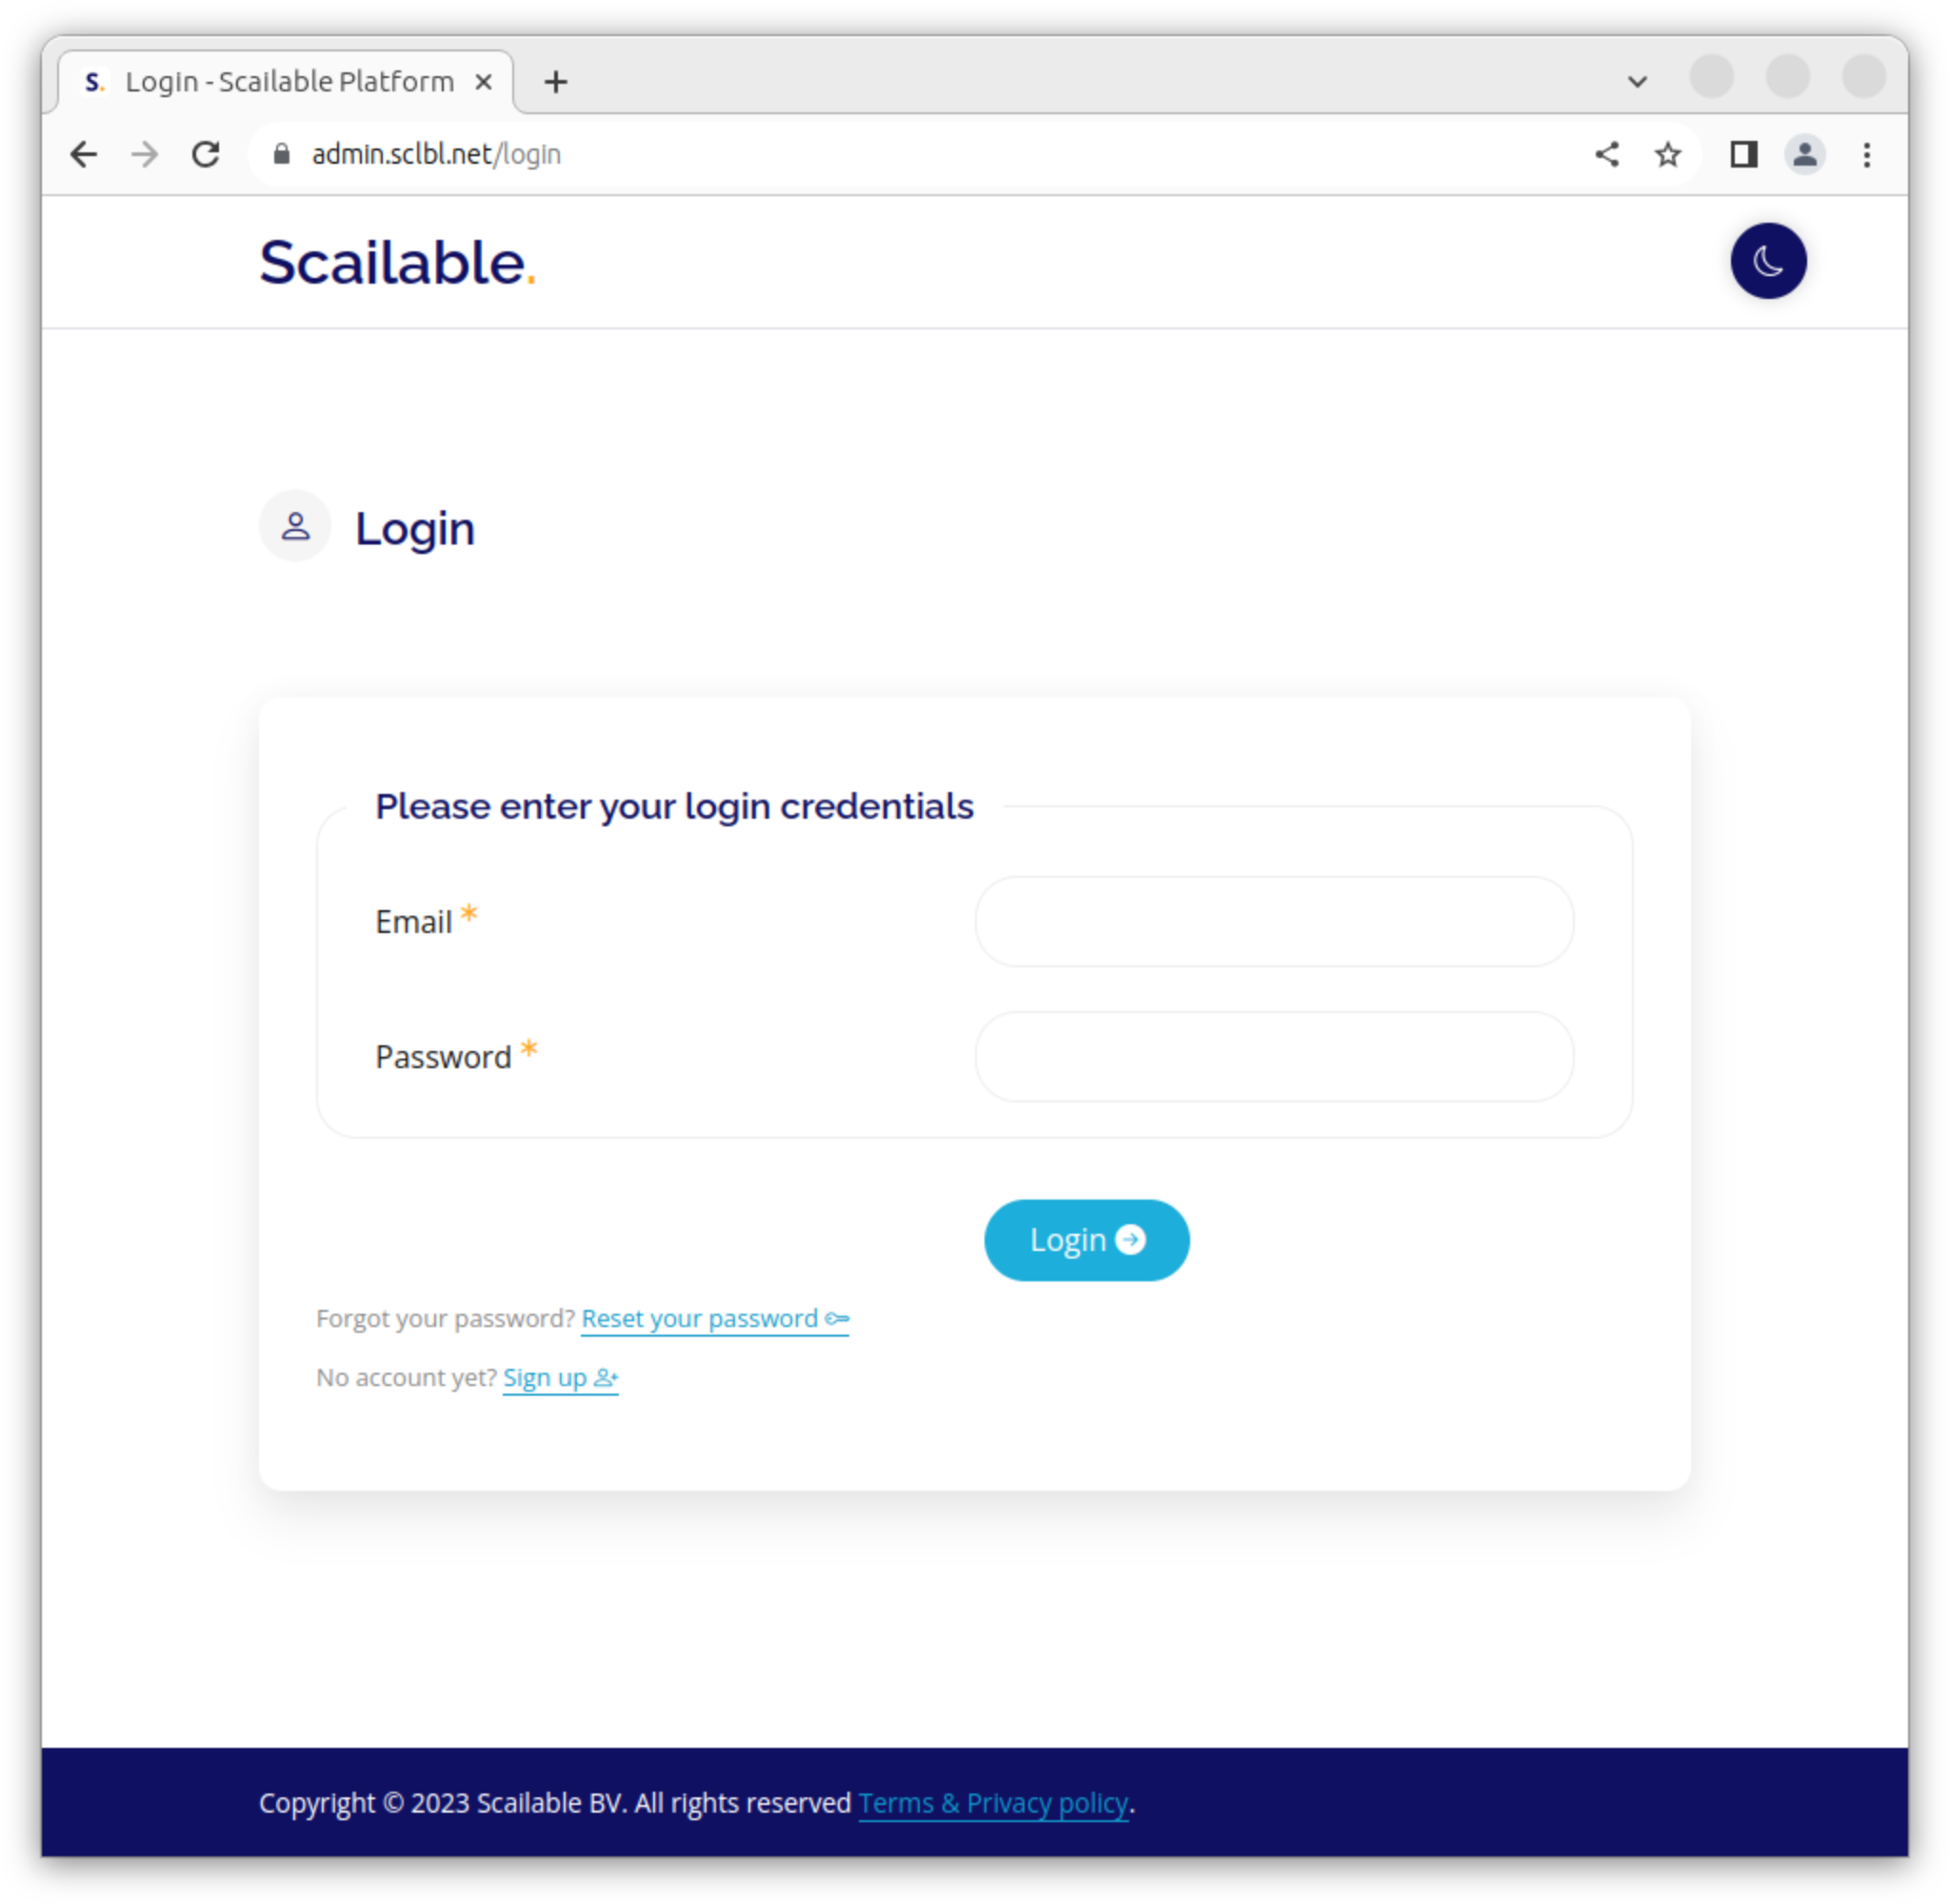 S. Login - Scailable Platform
admin.sclbl.net/login
Scailable.
Login
Please enter your login credentials
Email *
Password *
Login
Forgot your password? Reset your password
No account yet? Sign up
Copyright © 2023 Scailable BV. All rights reserved Terms & Privacy policy.